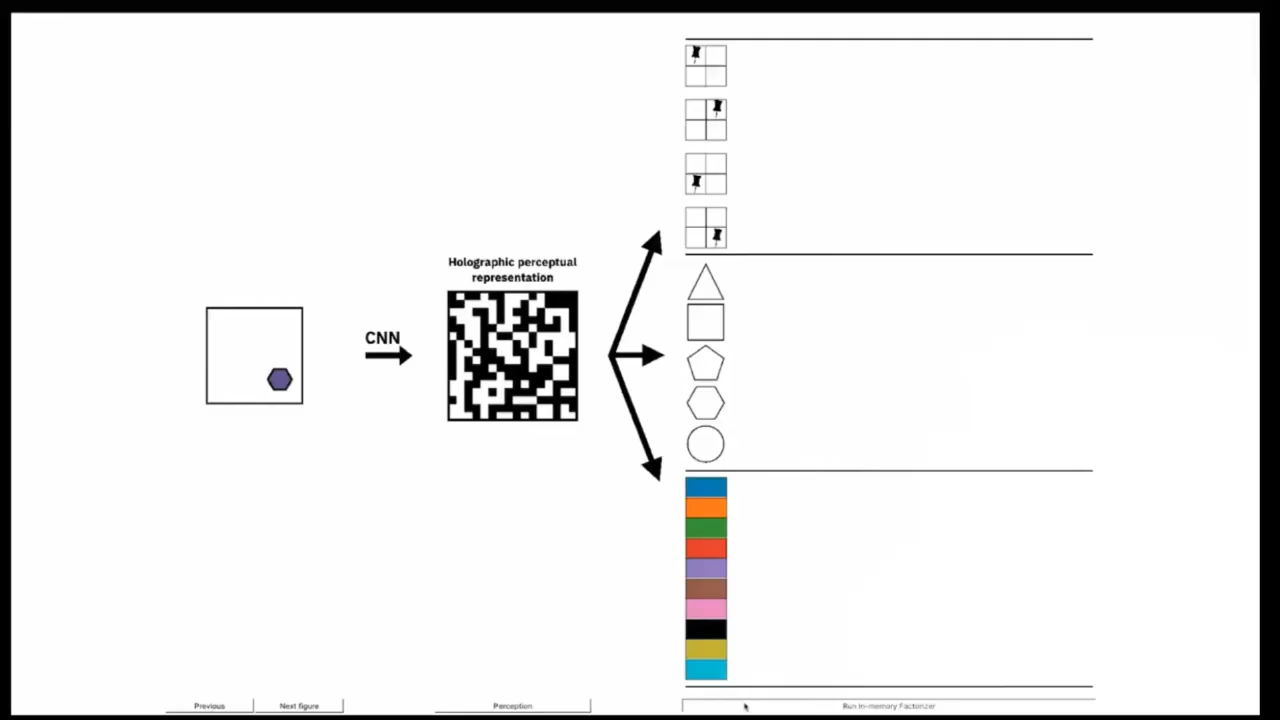 Holographic perceptual
representation
CNN
Previous
Next figure
Perception
Run In-memory Factorizer